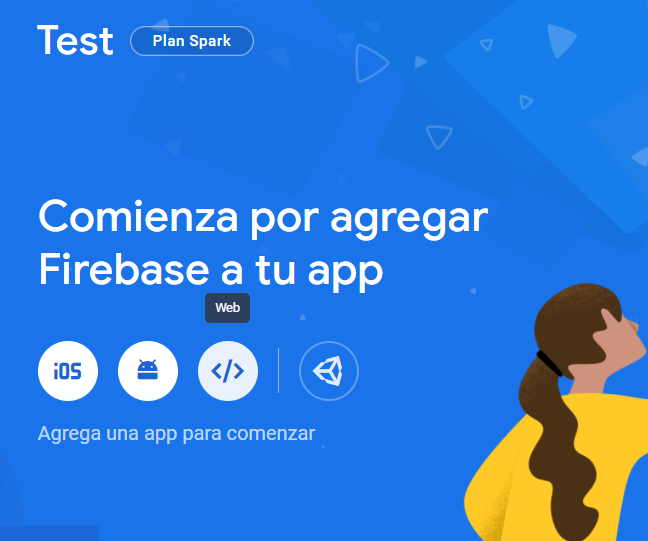 Test
Plan Spark
Comienza por agregar
Firebase a tu app
Web
iOS
</>
Agrega una app para comenzar